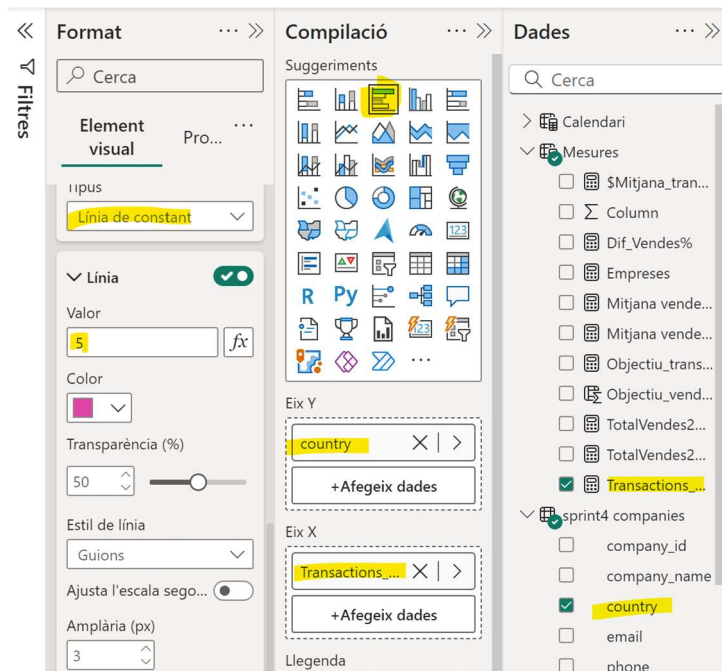 Filtres
Format
Cerca
Element visual
Pro...
Tipus
Línia de constant
Línia
Valor
5
fx
Color
Transparència (%)
50
Estil de línia
Guions
Ajusta l'escala sego...
Amplària (px)
3
Compilació
Suggeriments
123
R
Py
123
Eix Y
country
+Afegeix dades
Eix X
Transactions_...
+Afegeix dades
Llegenda
Dades
Cerca
Calendari
Mesures
$Mitjana_tran...
Column
Dif_Vendes%
Empreses
Mitjana vende...
Mitjana vende...
Objectiu_trans...
Objectiu_vend...
TotalVendes2...
TotalVendes2...
Transactions_...
sprint4 companies
company_id
company_name
country
email
phone